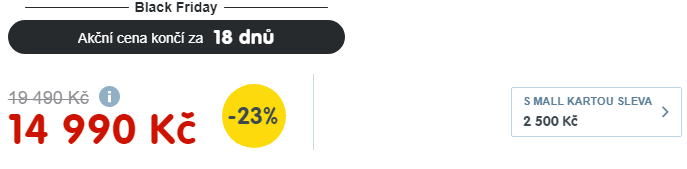 Black Friday
Akční cena končí za 18 dnů
19 490 Kč i
14 990 Kč
-23%
S MALL KARTOU SLEVA
2 500 Kč